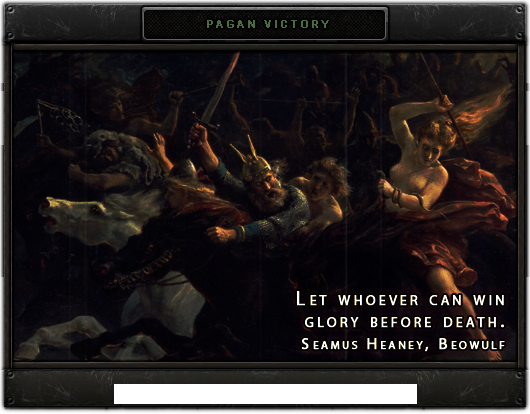 PAGAN VICTORY
LET WHOEVER CAN WIN
GLORY BEFORE DEATH.
SEAMUS HEANEY, BEOWULF